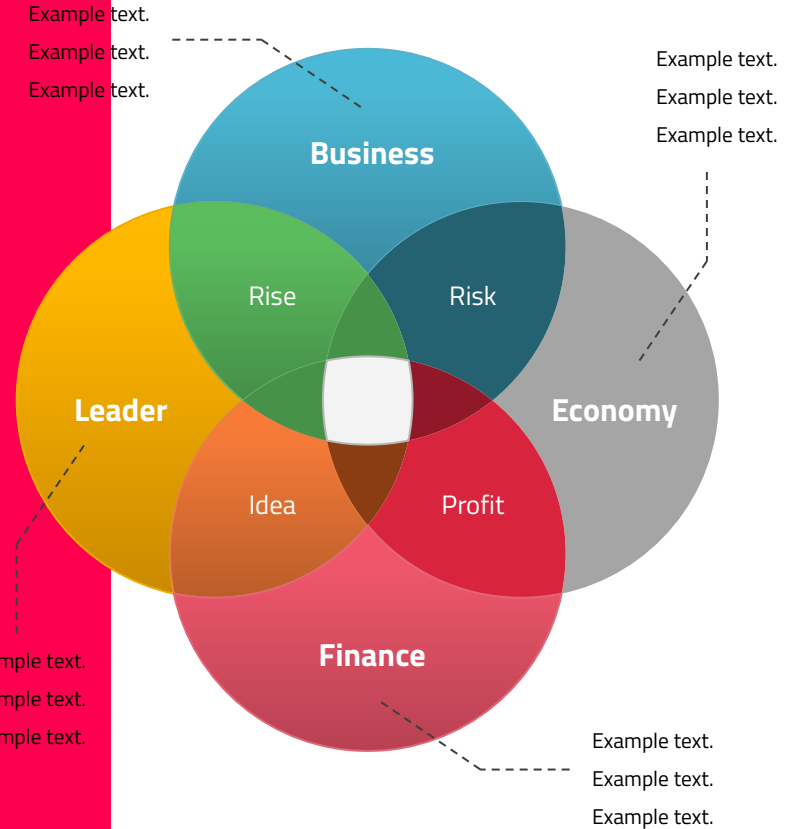 Example text.
Example text.
Example text.
Example text.
Example text.
Example text.
Business
Rise
Risk
Leader
Economy
Idea
Profit
Finance
mple text.
mple text.
mple text.
Example text.
Example text.
Example text.